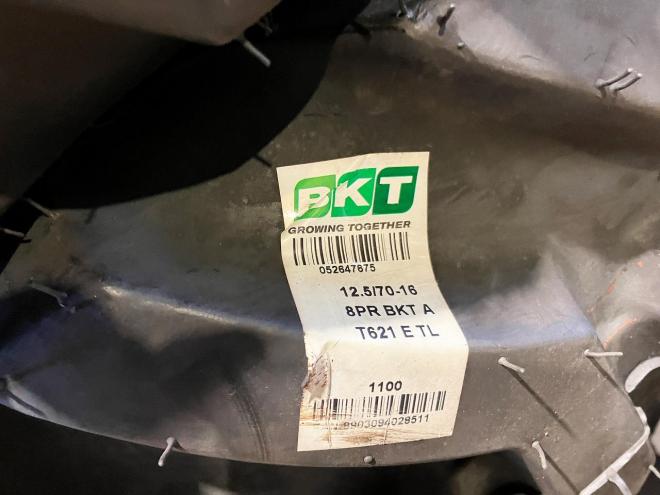 BKT
GROWING TOGETHER
052647675
12.5/70-16
8PR BKT A
T621 E TL
1100
8903094028511